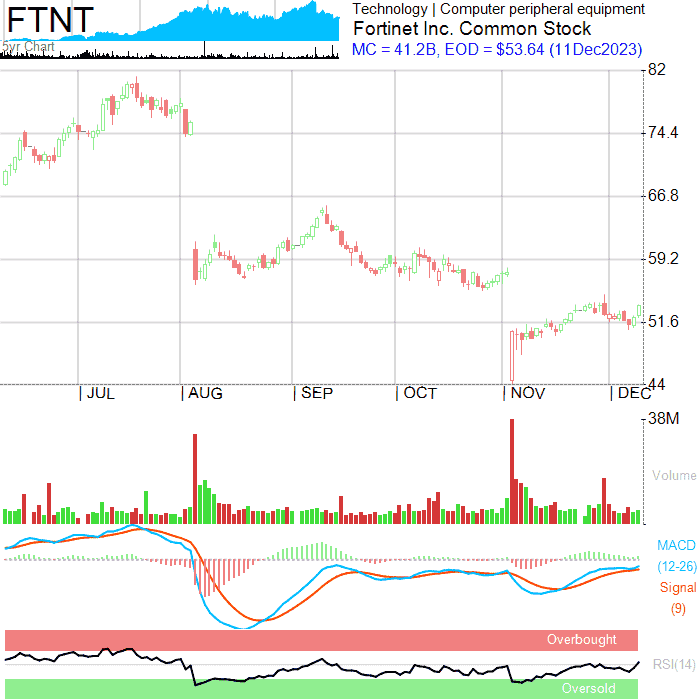 FTNT
5yr Chart
Technology | Computer peripheral equipment
Fortinet Inc. Common Stock
MC = 41.2B, EOD = $53.64 (11Dec2023)
82
74.4
66.8
59.2
51.6
44
JUL
AUG
SEP
OCT
NOV
DEC
38M
Volume
MACD
(12-26)
Signal
(9)
Overbought
RSI(14)
Oversold